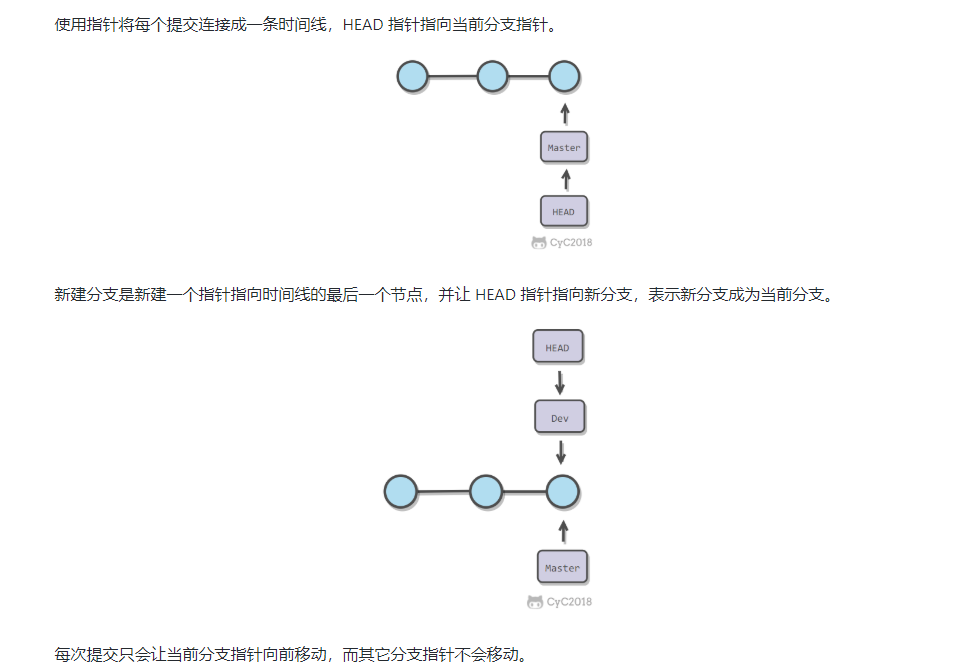 使用指针将每个提交连接成一条时间线，HEAD 指针指向当前分支指针。
Master
HEAD
CyC2018
新建分支是新建一个指针指向时间线的最后一个节点，并让 HEAD 指针指向新分支，表示新分支成为当前分支。
HEAD
Dev
Master
CyC2018
每次提交只会让当前分支指针向前移动，而其它分支指针不会移动。